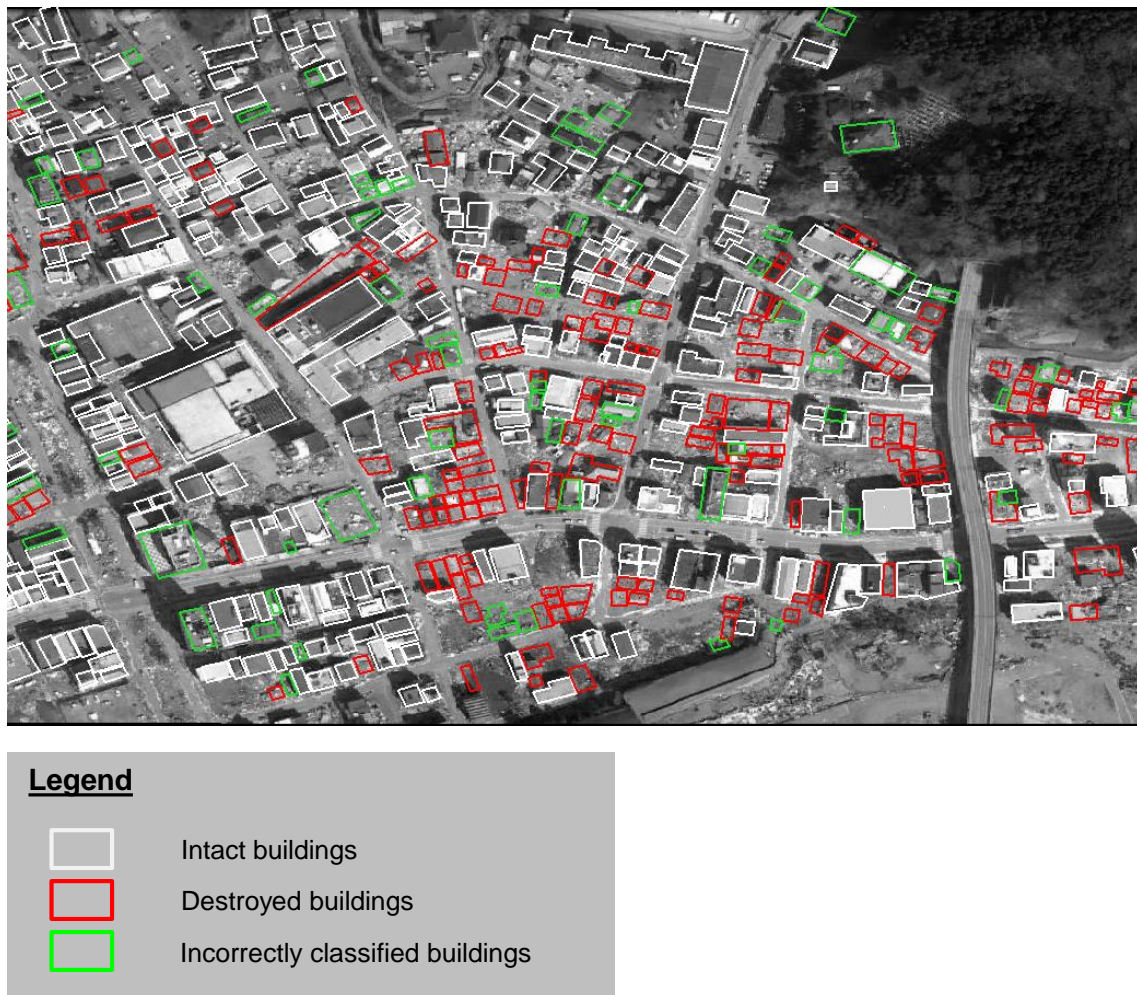 Legend
Intact buildings
Destroyed buildings
Incorrectly classified buildings